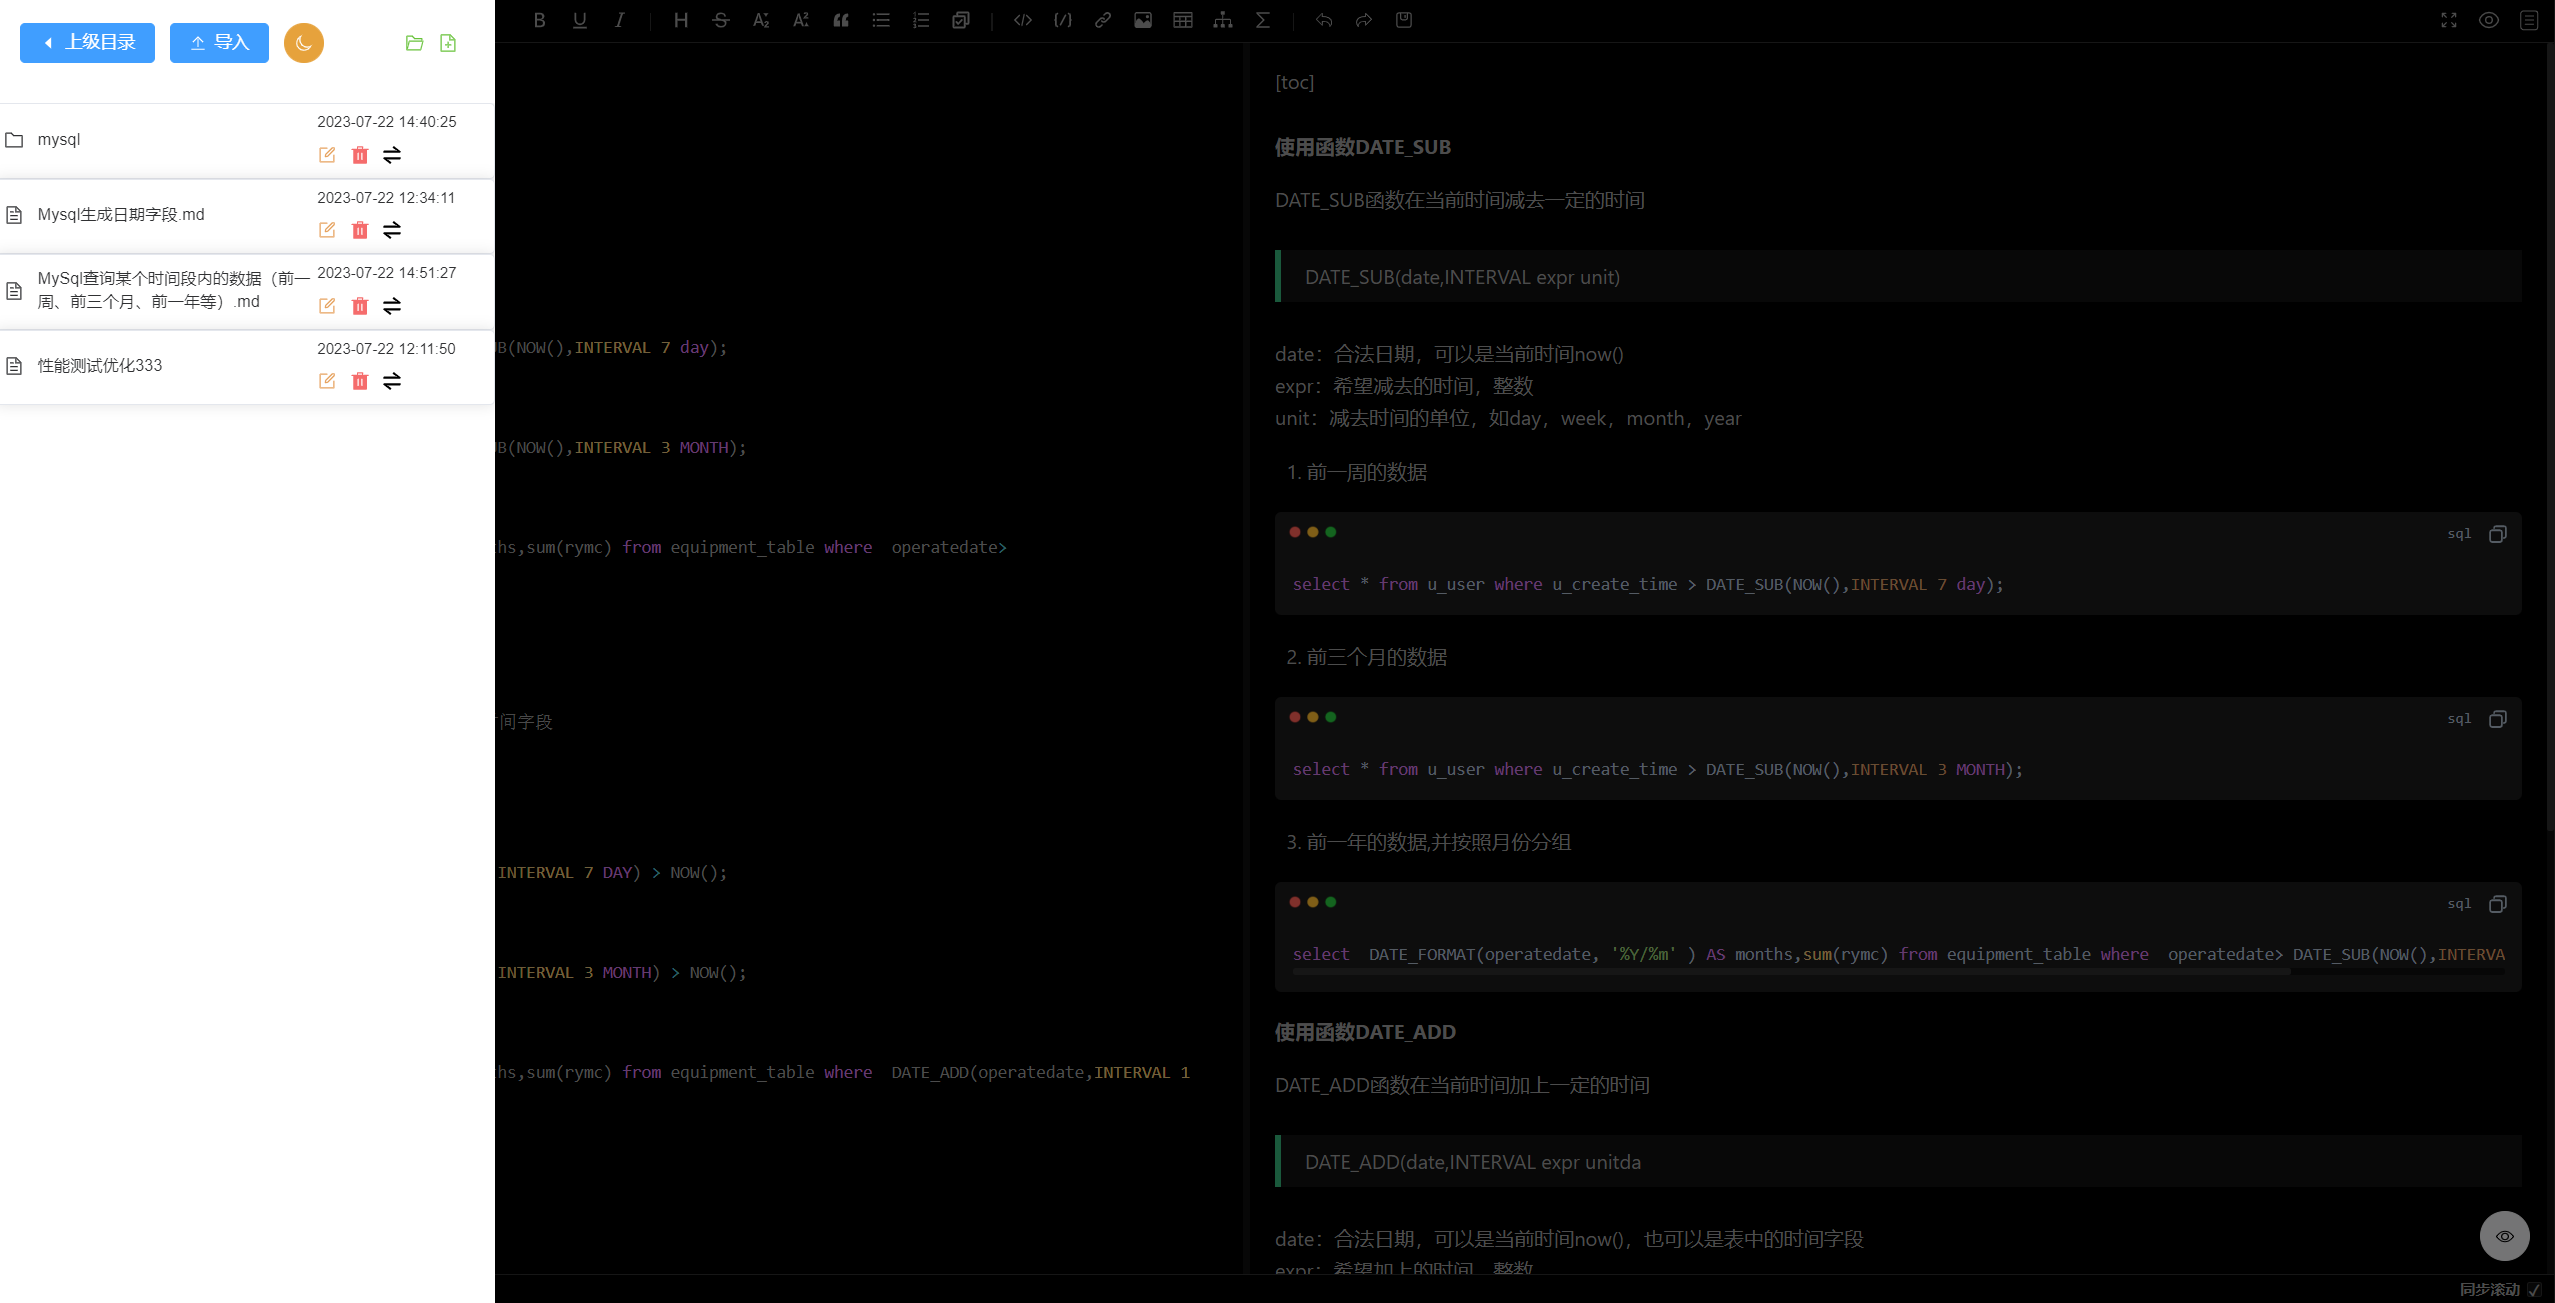 上级目录 导入
mysql
2023-07-22 14:40:25
Mysql生成日期字段.md
2023-07-22 12:34:11
MySql查询某个时间段内的数据（前一
周、前三个月、前一年等）.md
2023-07-22 14:51:27
性能测试优化333
2023-07-22 12:11:50
B(NOW(),INTERVAL 7 day);
B(NOW(),INTERVAL 3 MONTH);
hs,sum(rymc) from equipment_table where  operatedate>
间字段
INTERVAL 7 DAY) > NOW();
INTERVAL 3 MONTH) > NOW();
hs,sum(rymc) from equipment_table where  DATE_ADD(operatedate,INTERVAL 1
[toc]
使用函数DATE_SUB
DATE_SUB函数在当前时间减去一定的时间
DATE_SUB(date,INTERVAL expr unit)
date：合法日期，可以是当前时间now()
expr：希望减去的时间，整数
unit：减去时间的单位，如day，week，month，year
1. 前一周的数据
sql
select * from u_user where u_create_time > DATE_SUB(NOW(),INTERVAL 7 day);
2. 前三个月的数据
sql
select * from u_user where u_create_time > DATE_SUB(NOW(),INTERVAL 3 MONTH);
3. 前一年的数据,并按照月份分组
sql
select  DATE_FORMAT(operatedate, '%Y/%m' ) AS months,sum(rymc) from equipment_table where  operatedate> DATE_SUB(NOW(),INTERVA
使用函数DATE_ADD
DATE_ADD函数在当前时间加上一定的时间
DATE_ADD(date,INTERVAL expr unitda
date：合法日期，可以是当前时间now()，也可以是表中的时间字段
expr：希望加上的时间，整数
同步滚动